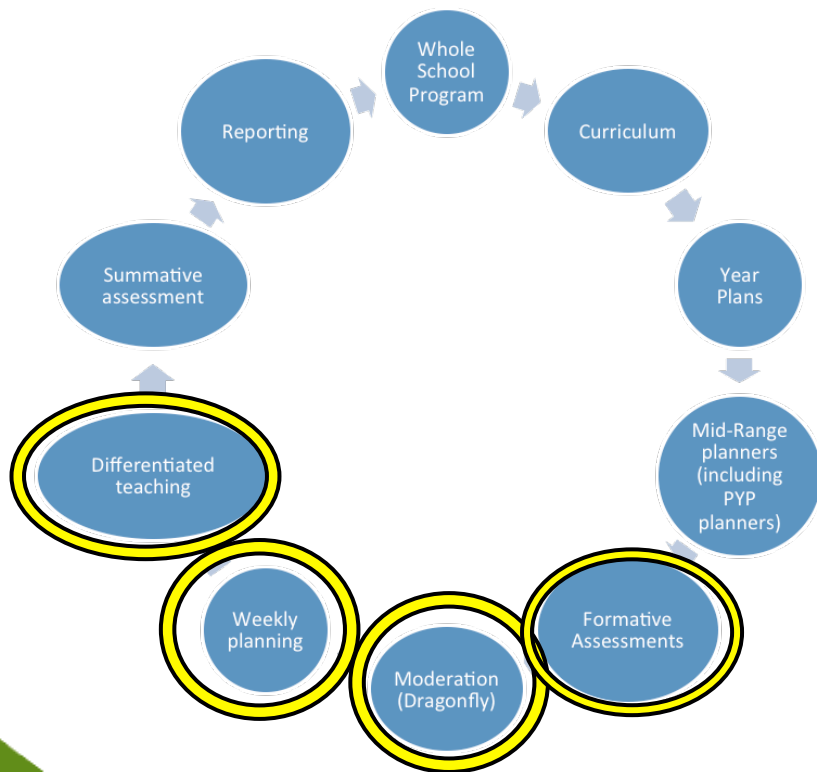 Whole
School
Program
Curriculum
Year
Plans
Mid-Range
planners
(including
PYP
planners)
Formative
Assessments
Moderation
(Dragonfly)
Weekly
planning
Differentiated
teaching
Summative
assessment
Reporting